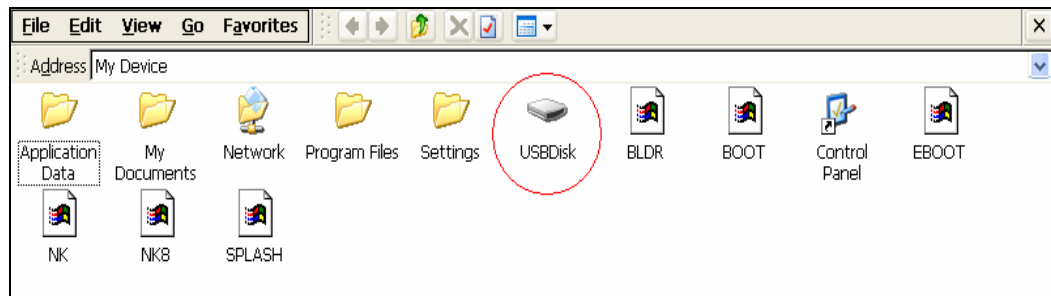 File Edit View Go Favorites
Address My Device
Application Data My Documents Network Program Files Settings USBDisk BLDR BOOT Control Panel EBOOT
NK NK8 SPLASH